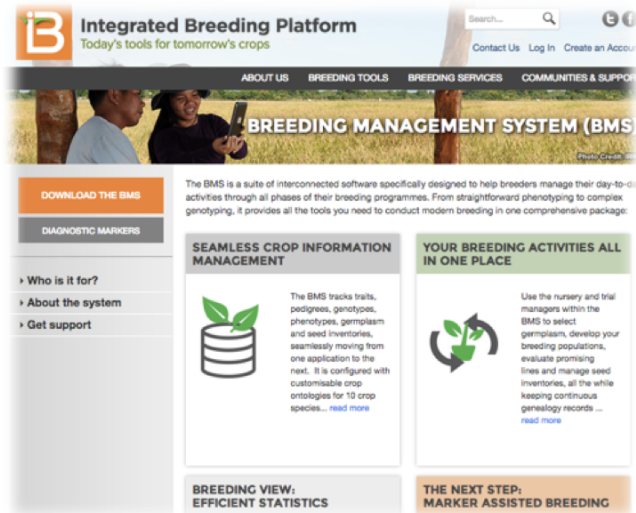 iB
Integrated Breeding Platform
Today's tools for tomorrow's crops
Search...
Contact Us Log In Create an Accou
ABOUT US BREEDING TOOLS BREEDING SERVICES COMMUNITIES & SUPPOR
BREEDING MANAGEMENT SYSTEM (BMS)
Photo Credit:
DOWNLOAD THE BMS
DIAGNOSTIC MARKERS
Who is it for?
About the system
Get support
The BMS is a suite of interconnected software specifically designed to help breeders manage their day-to-da
activities through all phases of their breeding programmes. From straightforward phenotyping to complex
genotyping, it provides all the tools you need to conduct modern breeding in one comprehensive package:
SEAMLESS CROP INFORMATION
MANAGEMENT
The BMS tracks traits,
pedigrees, genotypes,
phenotypes, germplasm
and seed inventories,
seamlessly moving from
one application to the
next. It is configured with
customisable crop
ontologies for 10 crop
species... read more
YOUR BREEDING ACTIVITIES ALL
IN ONE PLACE
Use the nursery and trial
managers within the
BMS to select
germplasm, develop your
breeding populations,
evaluate promising
lines and manage seed
inventories, all the while
keeping continuous
genealogy records ...
read more
BREEDING VIEW:
EFFICIENT STATISTICS
THE NEXT STEP:
MARKER ASSISTED BREEDING